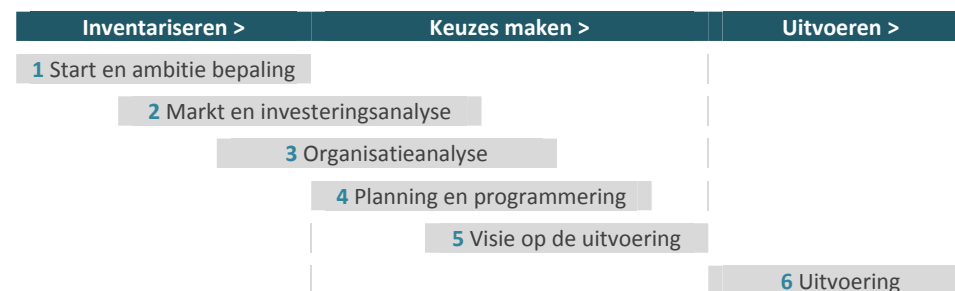 Inventariseren > Keuzes maken > Uitvoeren >
1 Start en ambitie bepaling
2 Markt en investeringsanalyse
3 Organisatieanalyse
4 Planning en programmering
5 Visie op de uitvoering
6 Uitvoering